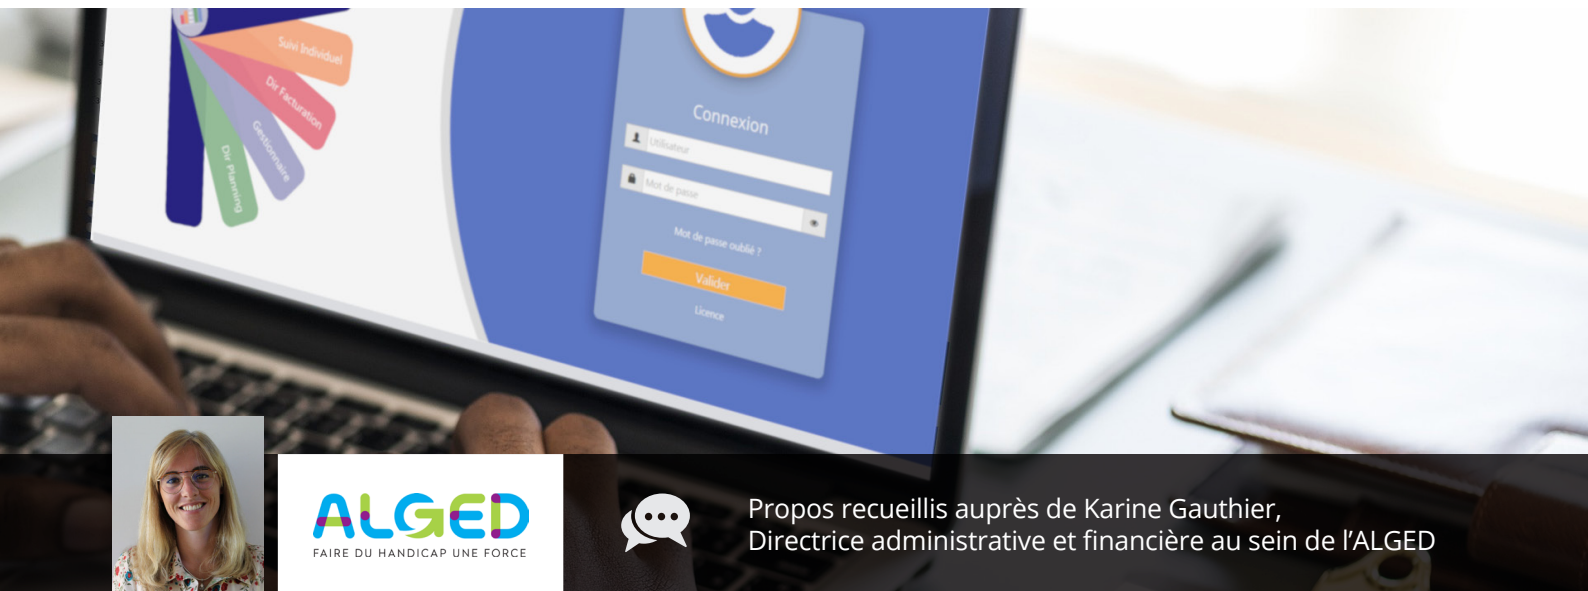 Suivi Individuel
Dir Facturation
Gestionnaire
Dir Planning
Connexion
Utilisateur
Mot de passe
Mot de passe oublié ?
Valider
Licence
ALGED
FAIRE DU HANDICAP UNE FORCE
Propos recueillis auprès de Karine Gauthier,
Directrice administrative et financière au sein de l’ALGED